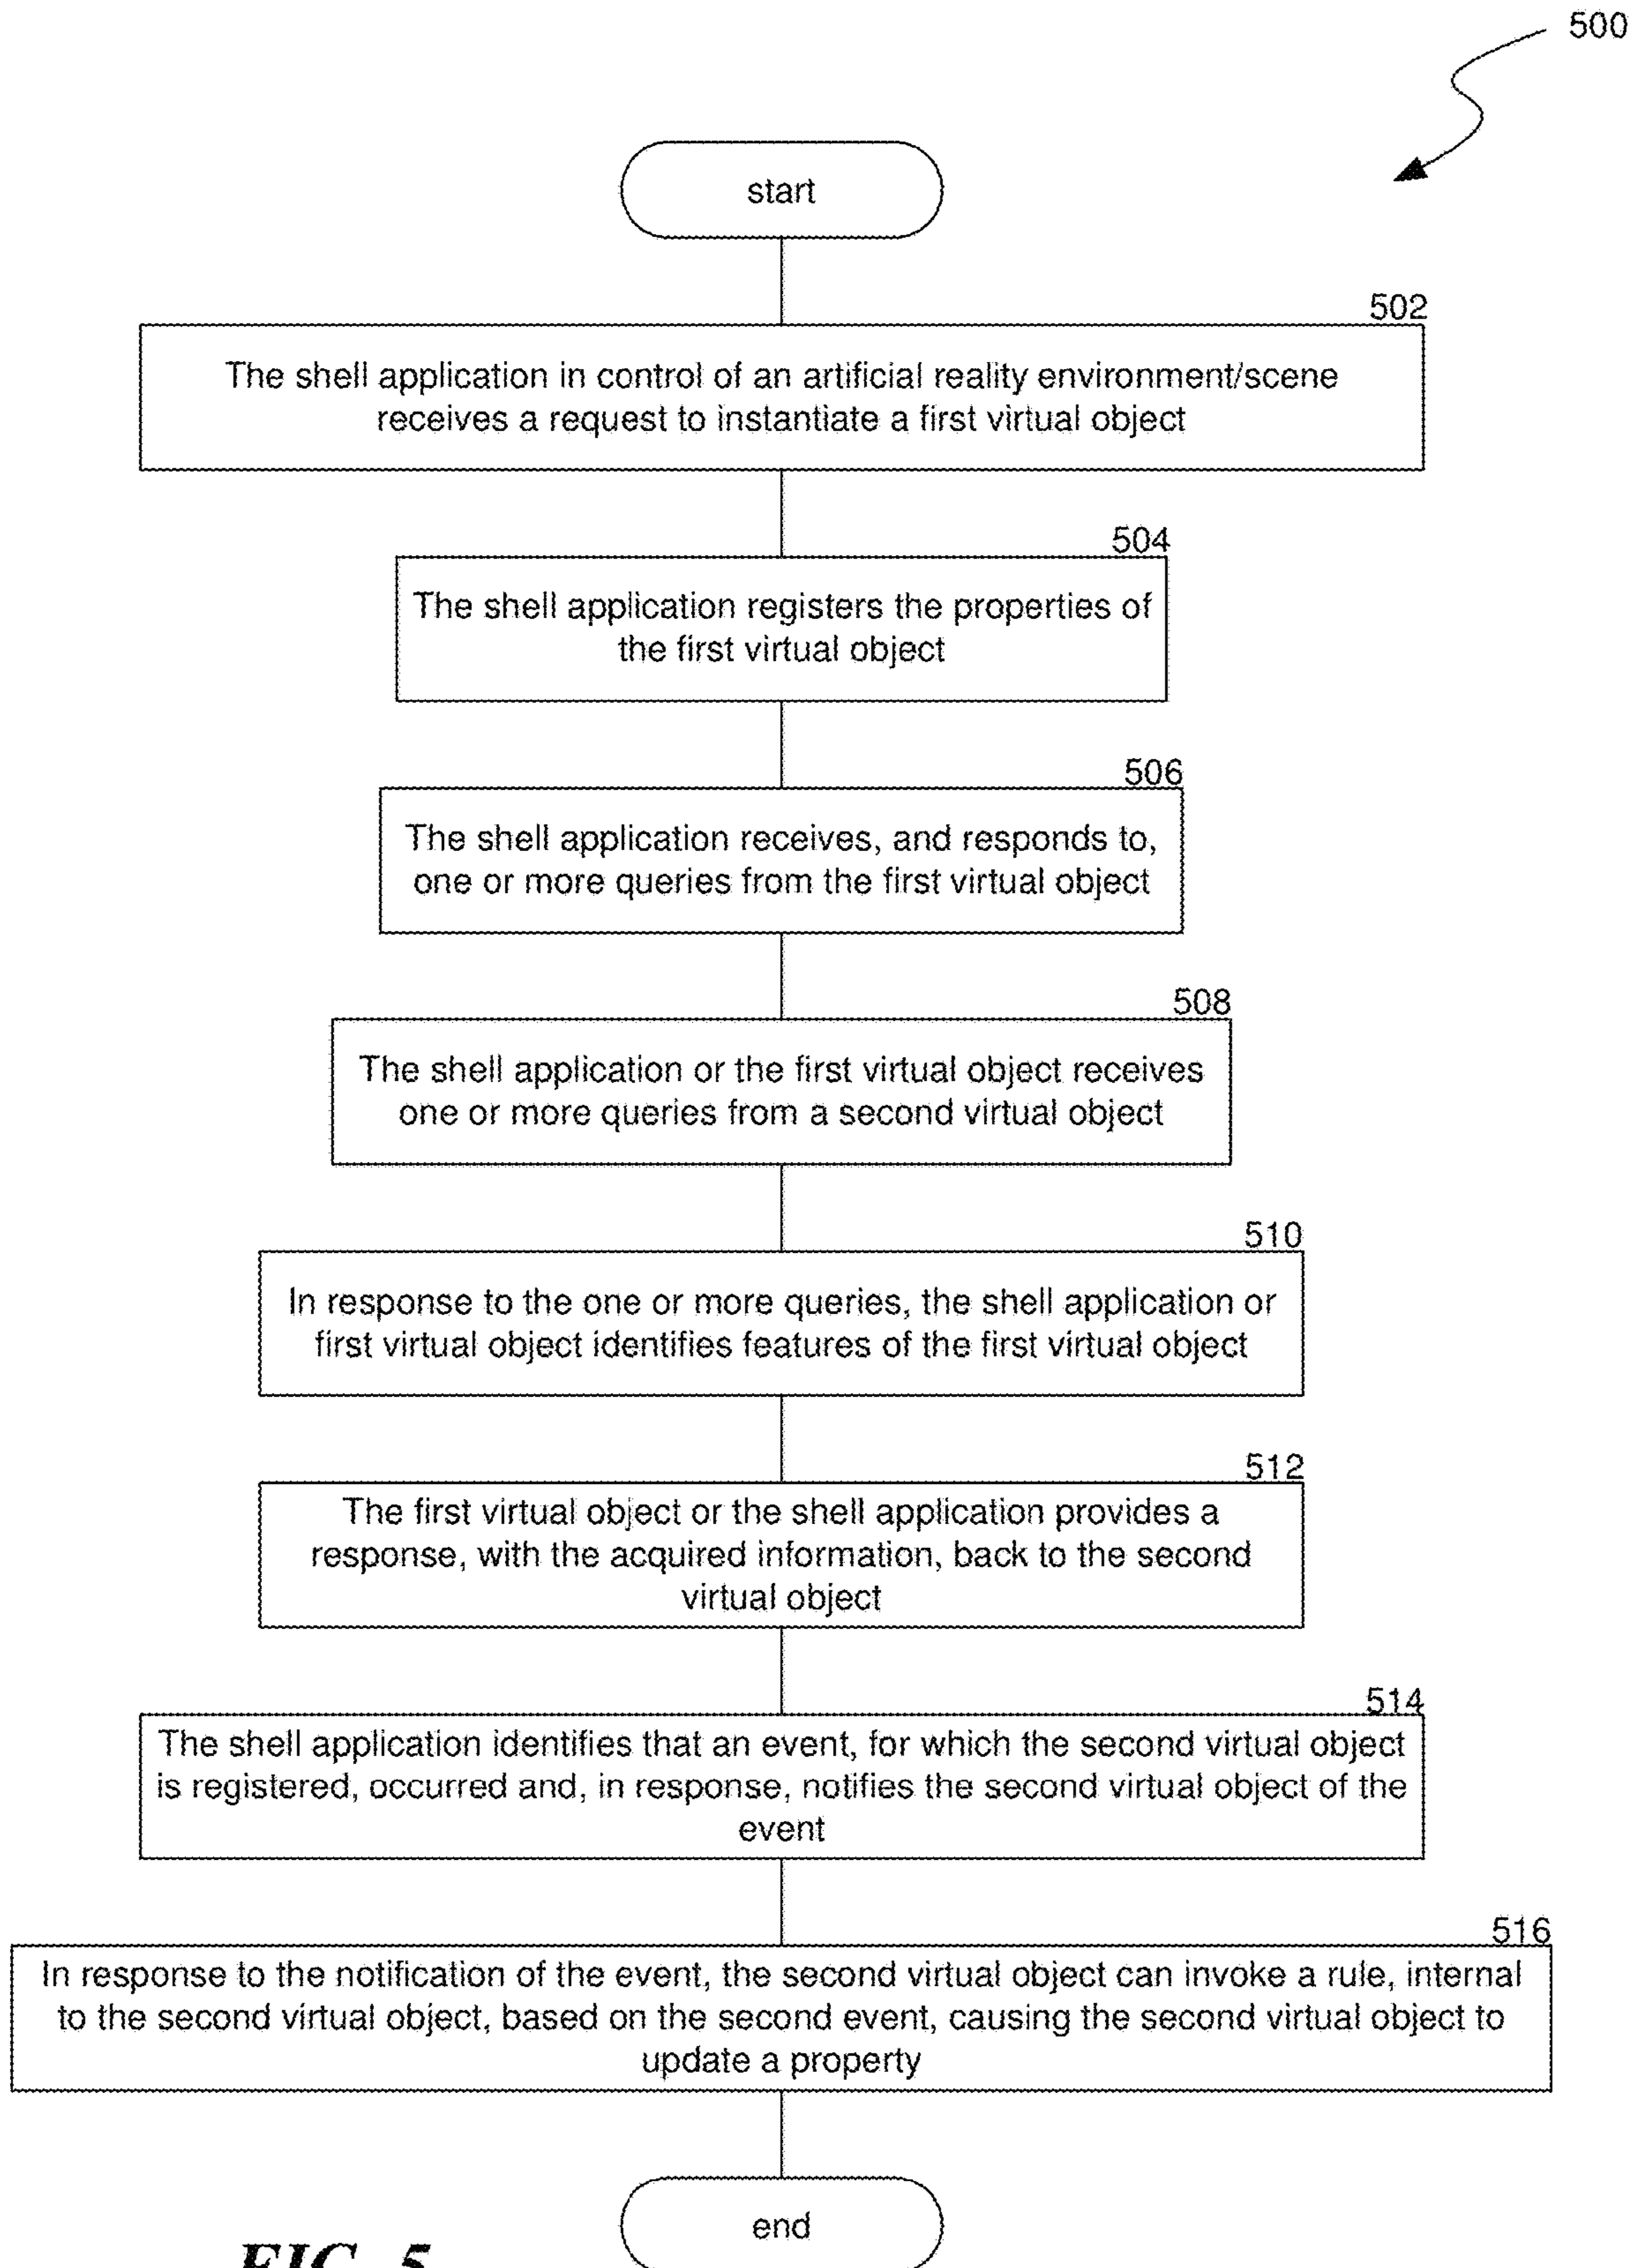 500
start
502
The shell application in control of an artificial reality environment/scene
receives a request to instantiate a first virtual object
504
The shell application registers the properties of
the first virtual object
506
The shell application receives, and responds to,
one or more queries from the first virtual object
508
The shell application or the first virtual object receives
one or more queries from a second virtual object
510
In response to the one or more queries, the shell application or
first virtual object identifies features of the first virtual object
512
The first virtual object or the shell application provides a
response, with the acquired information, back to the second
virtual object
514
The shell application identifies that an event, for which the second virtual object
is registered, occurred and, in response, notifies the second virtual object of the
event
516
In response to the notification of the event, the second virtual object can invoke a rule, internal
to the second virtual object, based on the second event, causing the second virtual object to
update a property
end
FIG. 5